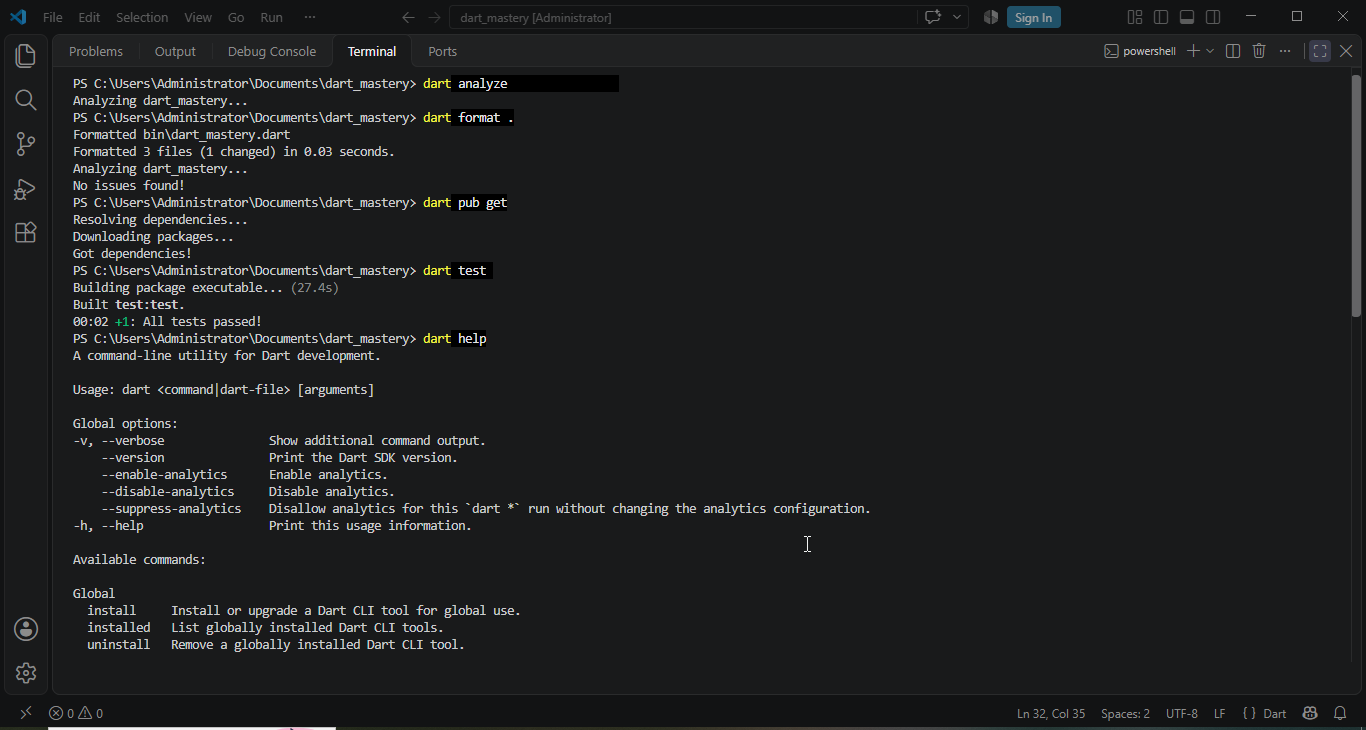 File Edit Selection View Go Run ··· dart_mastery [Administrator] Sign In
Problems Output Debug Console Terminal Ports powershell
PS C:\Users\Administrator\Documents\dart_mastery> dart analyze
Analyzing dart_mastery...
PS C:\Users\Administrator\Documents\dart_mastery> dart format .
Formatted bin\dart_mastery.dart
Formatted 3 files (1 changed) in 0.03 seconds.
Analyzing dart_mastery...
No issues found!
PS C:\Users\Administrator\Documents\dart_mastery> dart pub get
Resolving dependencies...
Downloading packages...
Got dependencies!
PS C:\Users\Administrator\Documents\dart_mastery> dart test
Building package executable... (27.4s)
Built test:test.
00:02 +1: All tests passed!
PS C:\Users\Administrator\Documents\dart_mastery> dart help
A command-line utility for Dart development.
Usage: dart <command|dart-file> [arguments]
Global options:
-v, --verbose Show additional command output.
--version Print the Dart SDK version.
--enable-analytics Enable analytics.
--disable-analytics Disable analytics.
--suppress-analytics Disallow analytics for this `dart *` run without changing the analytics configuration.
-h, --help Print this usage information.
Available commands:
Global
install Install or upgrade a Dart CLI tool for global use.
installed List globally installed Dart CLI tools.
uninstall Remove a globally installed Dart CLI tool.
0 0 Ln 32, Col 35 Spaces: 2 UTF-8 LF { } Dart